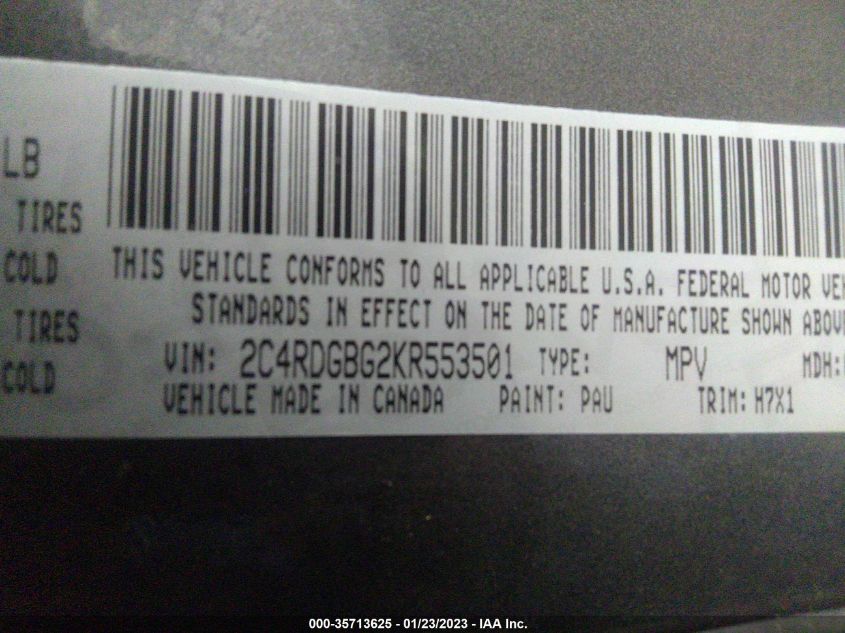 LB
TIRES
COLD
TIRES
COLD
THIS VEHICLE CONFORMS TO ALL APPLICABLE U.S.A. FEDERAL MOTOR VEH
STANDARDS IN EFFECT ON THE DATE OF MANUFACTURE SHOWN ABOVE
VIN: 2C4RDGBG2KR553501 TYPE: MPV MDH:
VEHICLE MADE IN CANADA PAINT: PAU TRIM: H7X1
000-35713625 - 01/23/2023 - IAA Inc.